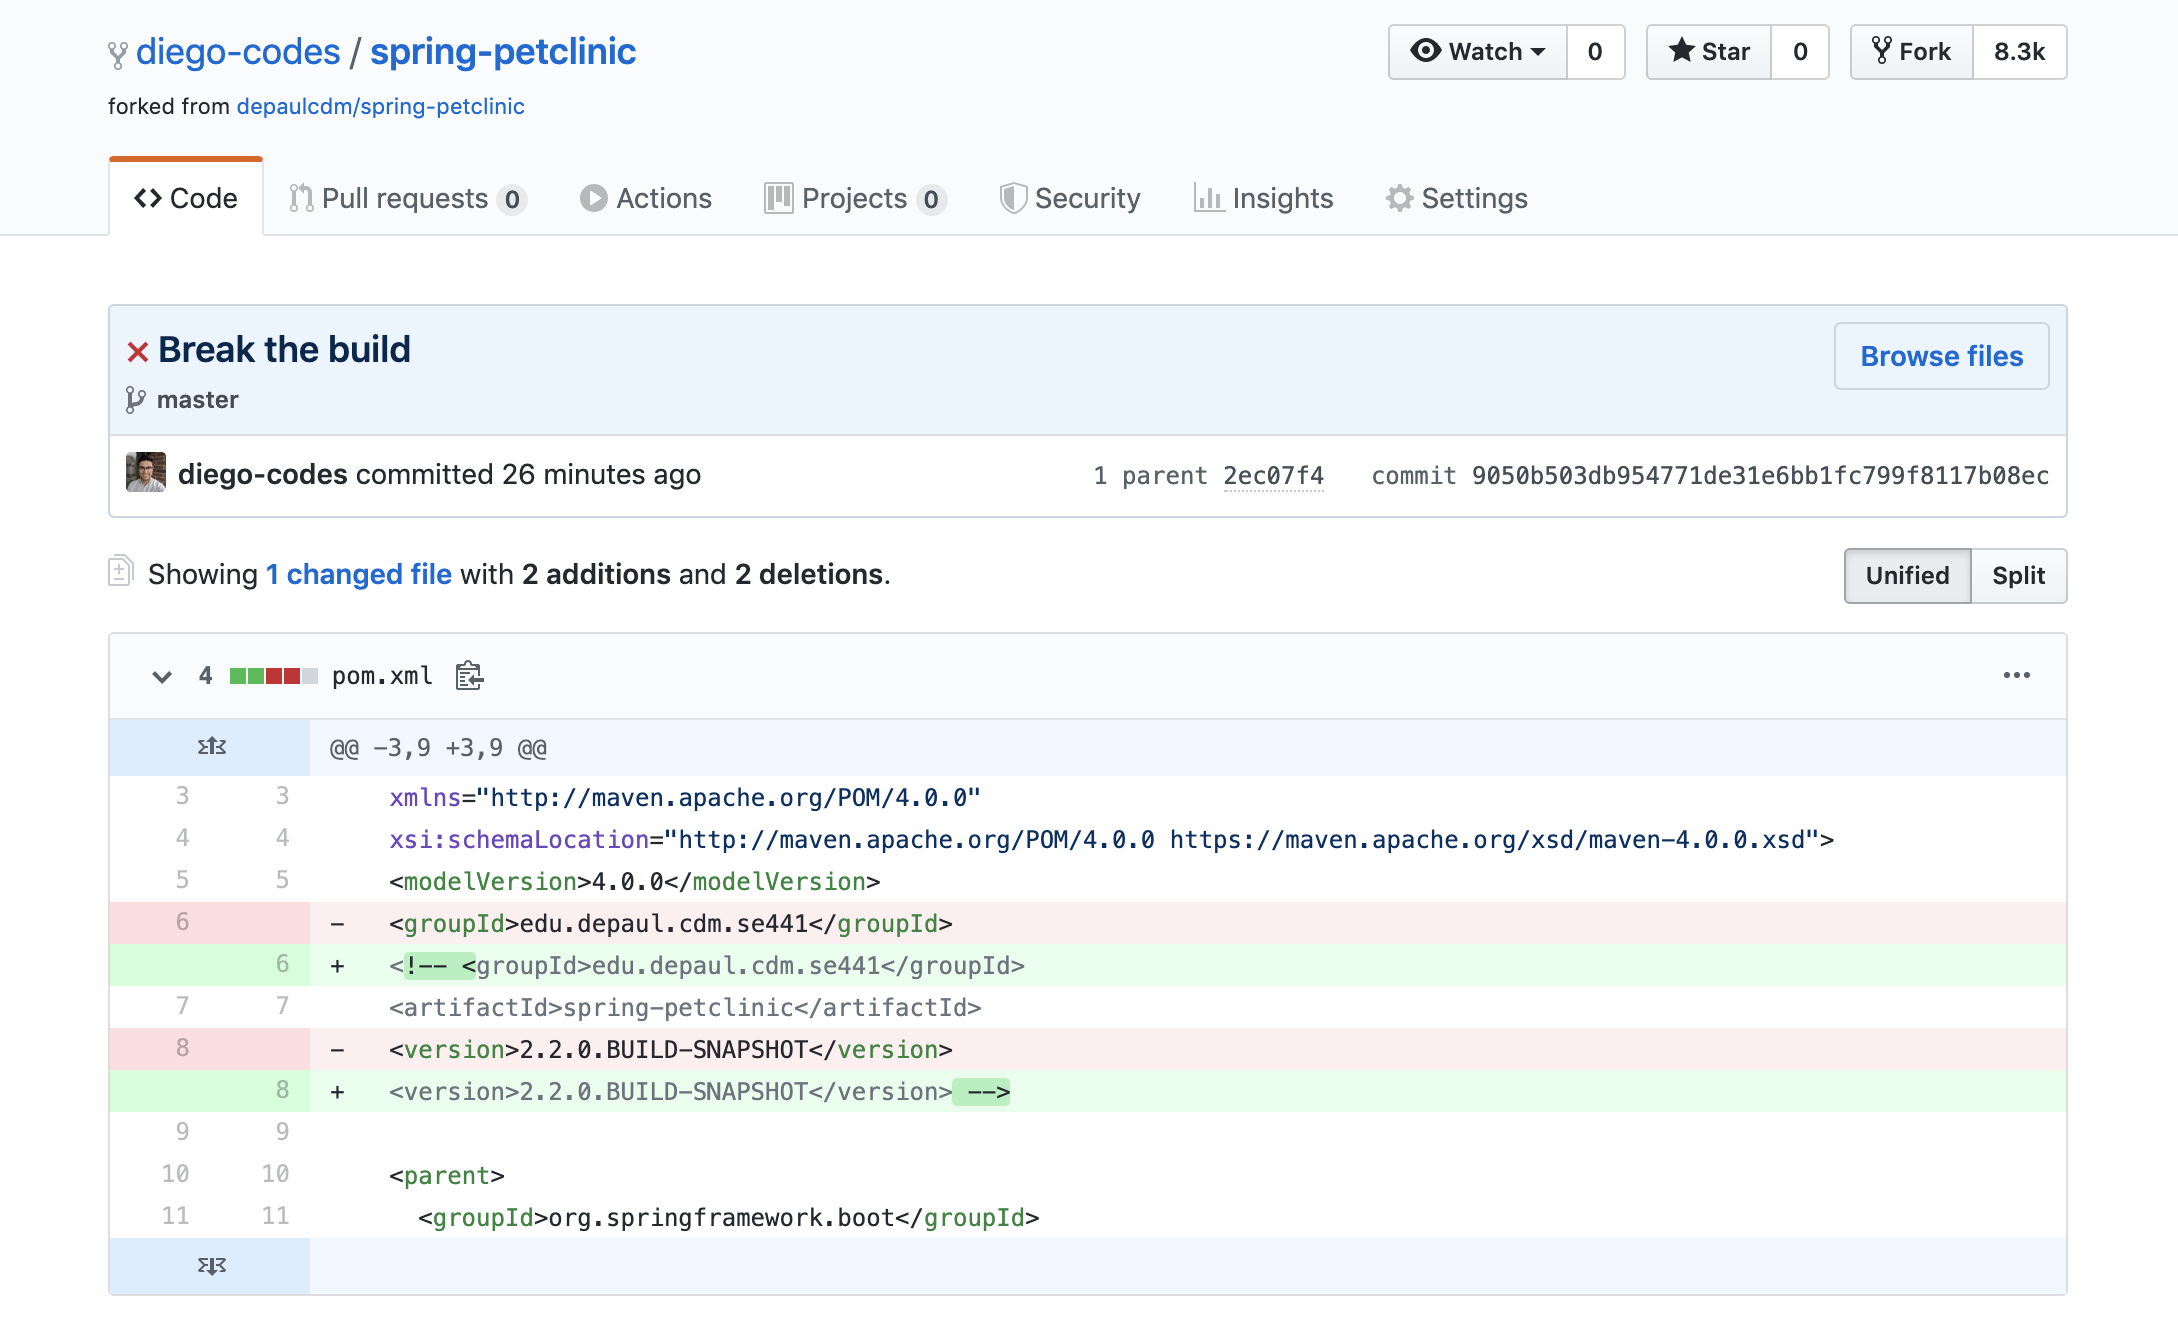 diego-codes / spring-petclinic
Watch 0 Star 0 Fork 8.3k
forked from depaulcdm/spring-petclinic
Code Pull requests 0 Actions Projects 0 Security Insights Settings
Break the build
Browse files
master
diego-codes committed 26 minutes ago 1 parent 2ec07f4 commit 9050b503db954771de31e6bb1fc799f8117b08ec
Showing 1 changed file with 2 additions and 2 deletions.
Unified Split
4 pom.xml
@@ -3,9 +3,9 @@
3 3 xmlns="http://maven.apache.org/POM/4.0.0"
4 4 xsi:schemaLocation="http://maven.apache.org/POM/4.0.0 https://maven.apache.org/xsd/maven-4.0.0.xsd">
5 5 <modelVersion>4.0.0</modelVersion>
6 - <groupId>edu.depaul.cdm.se441</groupId>
6 + <!-- <groupId>edu.depaul.cdm.se441</groupId>
7 7 <artifactId>spring-petclinic</artifactId>
8 - <version>2.2.0.BUILD-SNAPSHOT</version>
8 + <version>2.2.0.BUILD-SNAPSHOT</version> -->
9 9
10 10 <parent>
11 11 <groupId>org.springframework.boot</groupId>